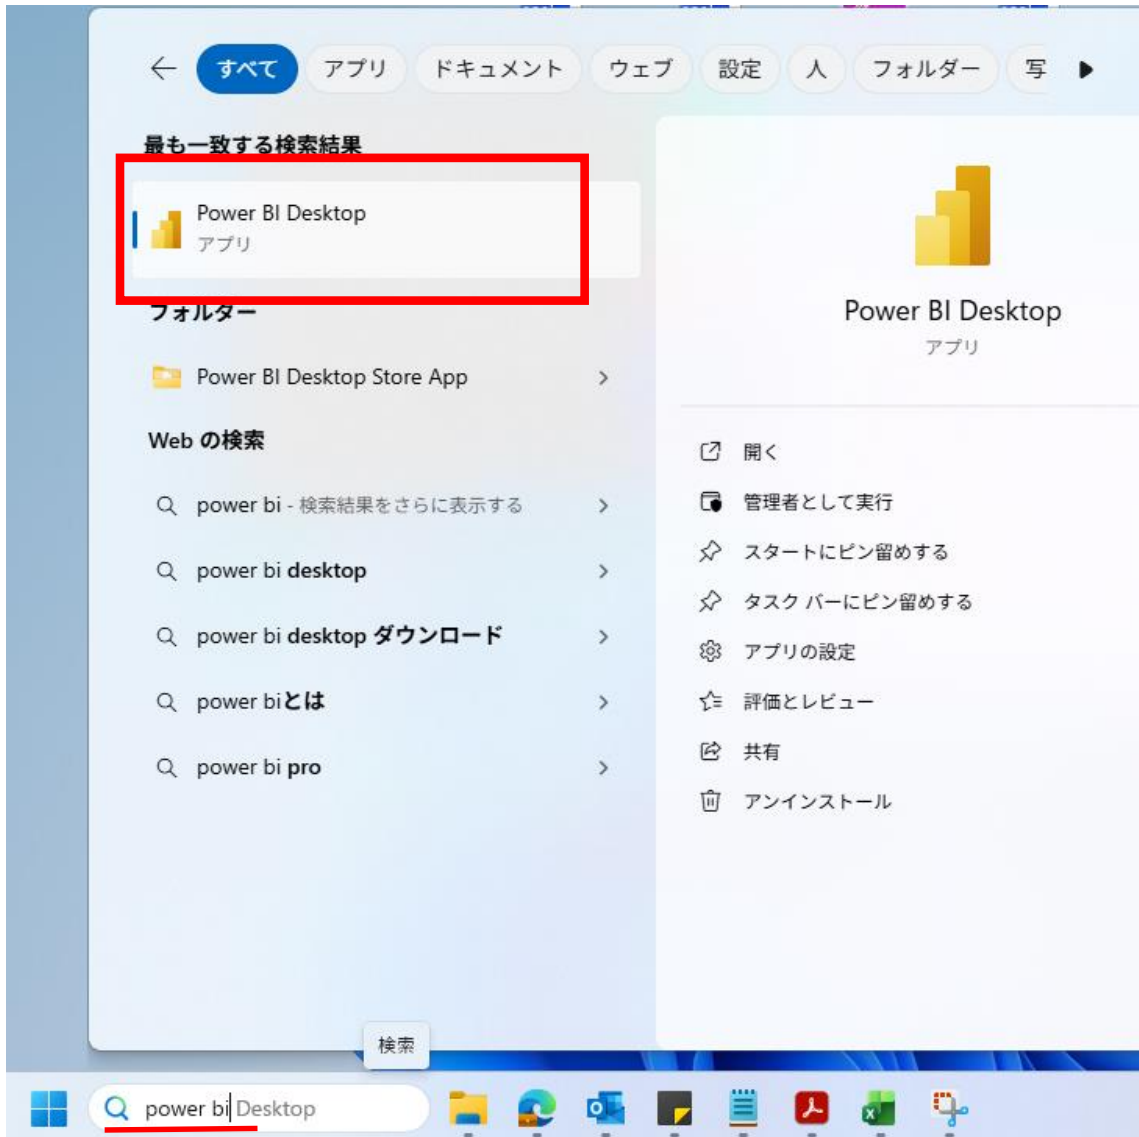 すべて アプリ ドキュメント ウェブ 設定 人 フォルダー 写
最も一致する検索結果
Power BI Desktop
アプリ
フォルダー
Power BI Desktop Store App
Web の検索
power bi - 検索結果をさらに表示する
power bi desktop
power bi desktop ダウンロード
power biとは
power bi pro
Power BI Desktop
アプリ
開く
管理者として実行
スタートにピン留めする
タスク バーにピン留めする
アプリの設定
評価とレビュー
共有
アンインストール
検索
power bi Desktop